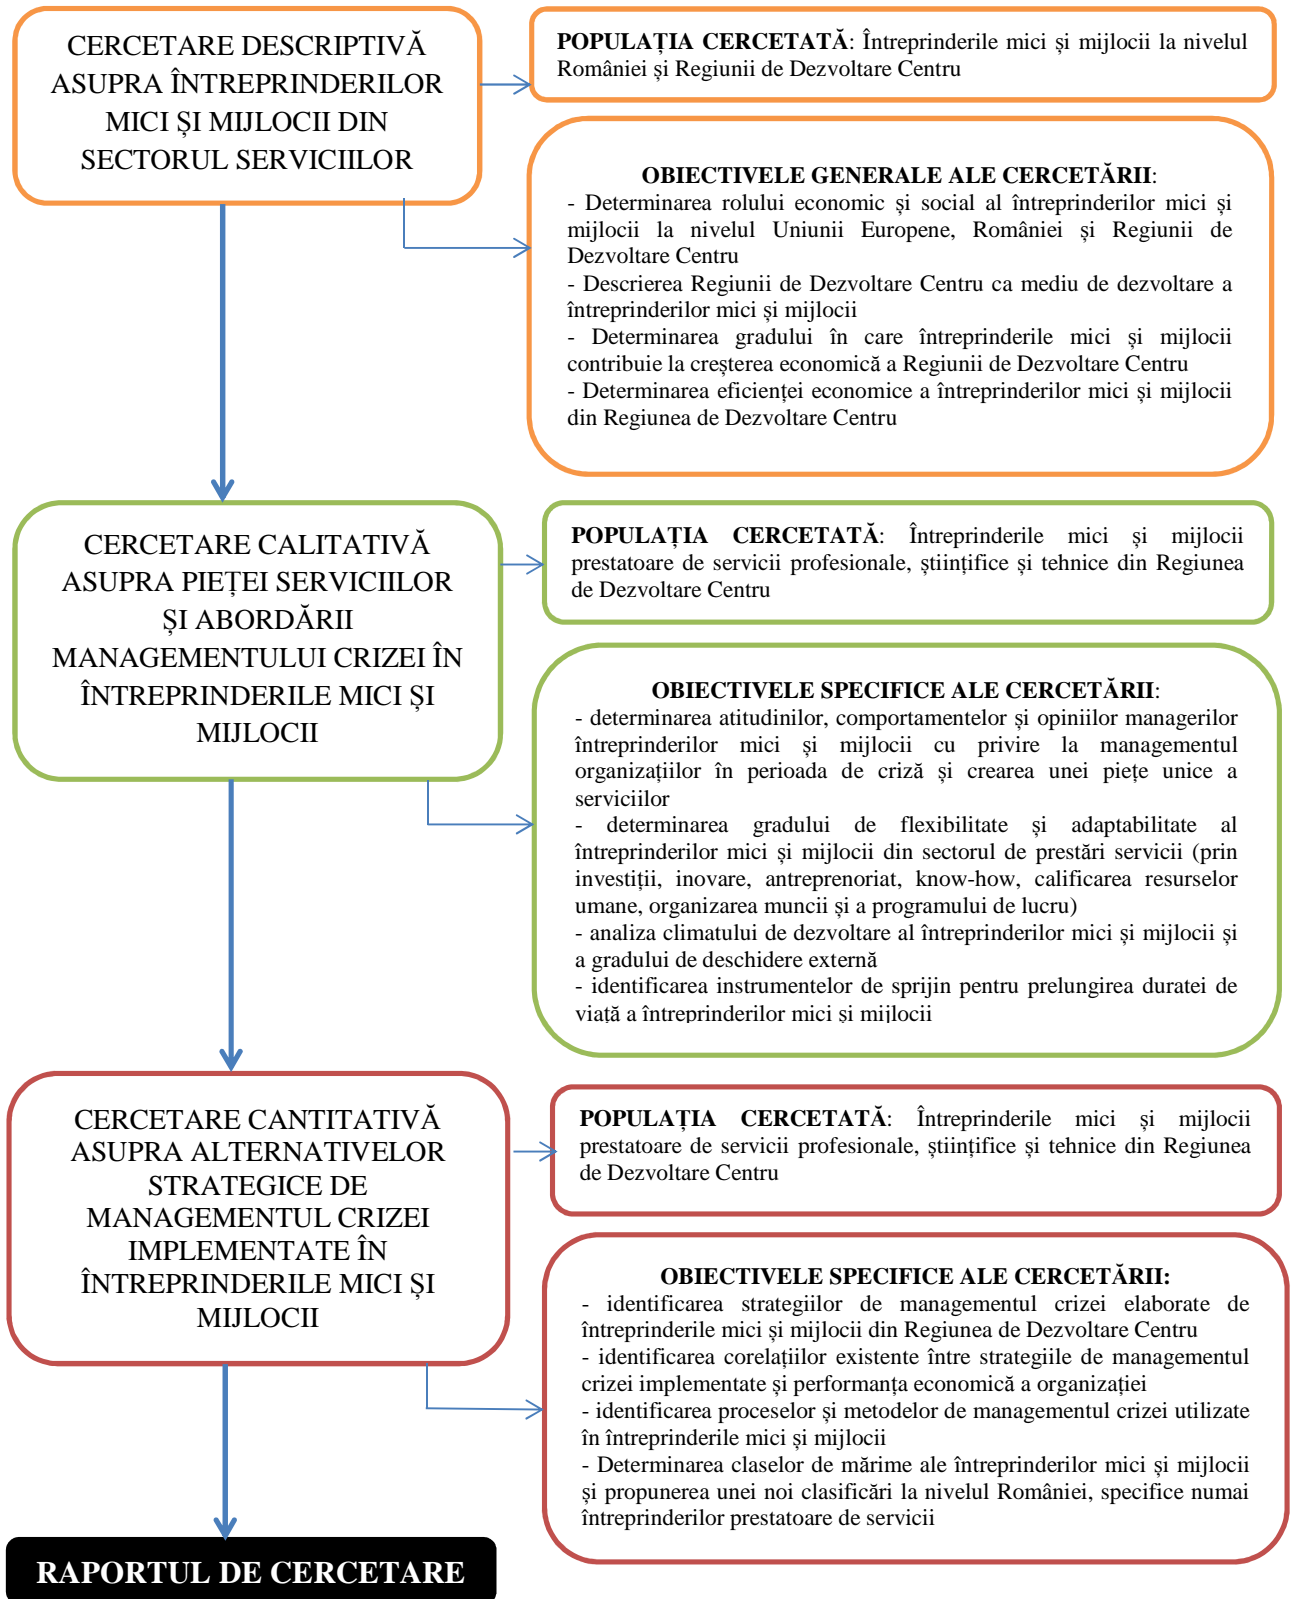 CERCETARE DESCRIPTIVĂ
ASUPRA ÎNTREPRINDERILOR
MICI ȘI MIJLOCII DIN
SECTORUL SERVICIILOR
POPULAȚIA CERCETATĂ: Întreprinderile mici și mijlocii la nivelul
României și Regiunii de Dezvoltare Centru
OBIECTIVELE GENERALE ALE CERCETĂRII:
- Determinarea rolului economic și social al întreprinderilor mici și
mijlocii la nivelul Uniunii Europene, României și Regiunii de
Dezvoltare Centru
- Descrierea Regiunii de Dezvoltare Centru ca mediu de dezvoltare a
întreprinderilor mici și mijlocii
- Determinarea gradului în care întreprinderile mici și mijlocii
contribuie la creșterea economică a Regiunii de Dezvoltare Centru
- Determinarea eficienței economice a întreprinderilor mici și mijlocii
din Regiunea de Dezvoltare Centru
CERCETARE CALITATIVĂ
ASUPRA PIEȚEI SERVICIILOR
ȘI ABORDĂRII
MANAGEMENTULUI CRIZEI ÎN
ÎNTREPRINDERILE MICI ȘI
MIJLOCII
POPULAȚIA CERCETATĂ: Întreprinderile mici și mijlocii
prestatoare de servicii profesionale, științifice și tehnice din Regiunea
de Dezvoltare Centru
OBIECTIVELE SPECIFICE ALE CERCETĂRII:
- determinarea atitudinilor, comportamentelor și opiniilor managerilor
întreprinderilor mici și mijlocii cu privire la managementul
organizațiilor în perioada de criză și crearea unei piețe unice a
serviciilor
- determinarea gradului de flexibilitate și adaptabilitate al
întreprinderilor mici și mijlocii din sectorul de prestări servicii (prin
investiții, inovare, antreprenoriat, know-how, calificarea resurselor
umane, organizarea muncii și a programului de lucru)
- analiza climatului de dezvoltare al întreprinderilor mici și mijlocii și
a gradului de deschidere externă
- identificarea instrumentelor de sprijin pentru prelungirea duratei de
viață a întreprinderilor mici și mijlocii
CERCETARE CANTITATIVĂ
ASUPRA ALTERNATIVELOR
STRATEGICE DE
MANAGEMENTUL CRIZEI
IMPLEMENTATE ÎN
ÎNTREPRINDERILE MICI ȘI
MIJLOCII
POPULAȚIA CERCETATĂ: Întreprinderile mici și mijlocii
prestatoare de servicii profesionale, științifice și tehnice din Regiunea
de Dezvoltare Centru
OBIECTIVELE SPECIFICE ALE CERCETĂRII:
- identificarea strategiilor de managementul crizei elaborate de
întreprinderile mici și mijlocii din Regiunea de Dezvoltare Centru
- identificarea corelațiilor existente între strategiile de managementul
crizei implementate și performanța economică a organizației
- identificarea proceselor și metodelor de managementul crizei utilizate
în întreprinderile mici și mijlocii
- Determinarea claselor de mărime ale întreprinderilor mici și mijlocii
și propunerea unei noi clasificări la nivelul României, specifice numai
întreprinderilor prestatoare de servicii
RAPORTUL DE CERCETARE